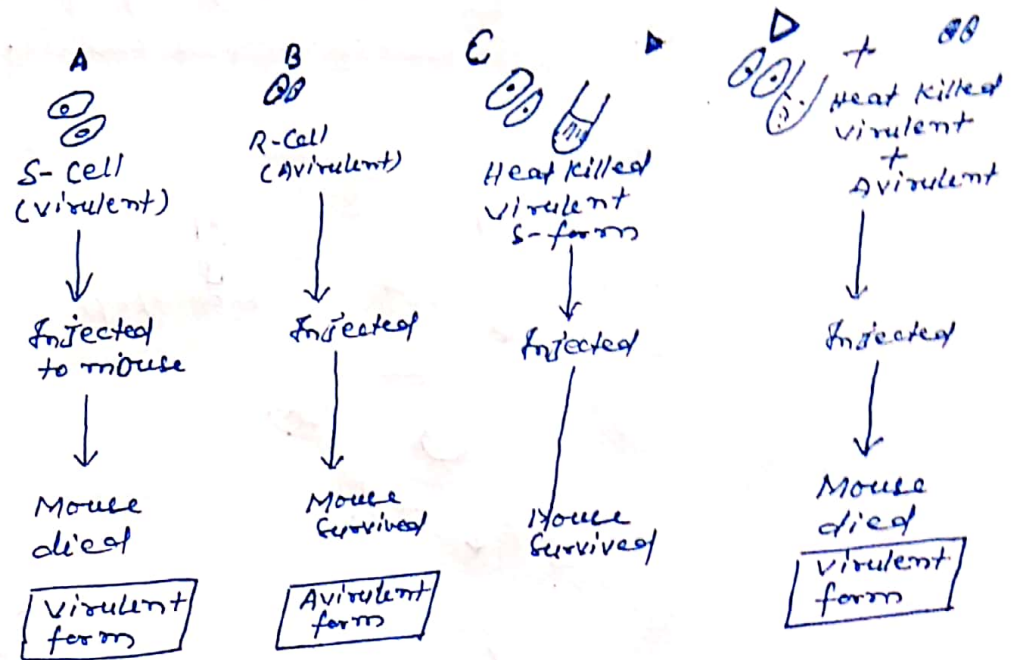 A
S-cell
(virulent)
Injected
to mouse
Mouse
died
Virulent
form
B
R-Cell
(Avirulent)
Injected
Mouse
Survived
Avirulent
form
C
Heat killed
virulent
S-form
Injected
Mouse
Survived
D
+
Heat killed
virulent
+
Avirulent
Injected
Mouse
died
Virulent
form